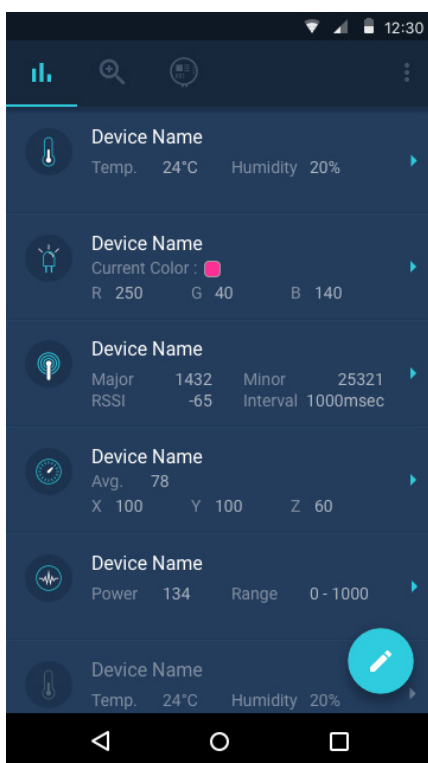 12:30
Device Name
Temp. 24°C Humidity 20%
Device Name
Current Color :
R 250 G 40 B 140
Device Name
Major 1432 Minor 25321
RSSI -65 Interval 1000msec
Device Name
Avg. 78
X 100 Y 100 Z 60
Device Name
Power 134 Range 0 - 1000
Device Name
Temp. 24°C Humidity 20%